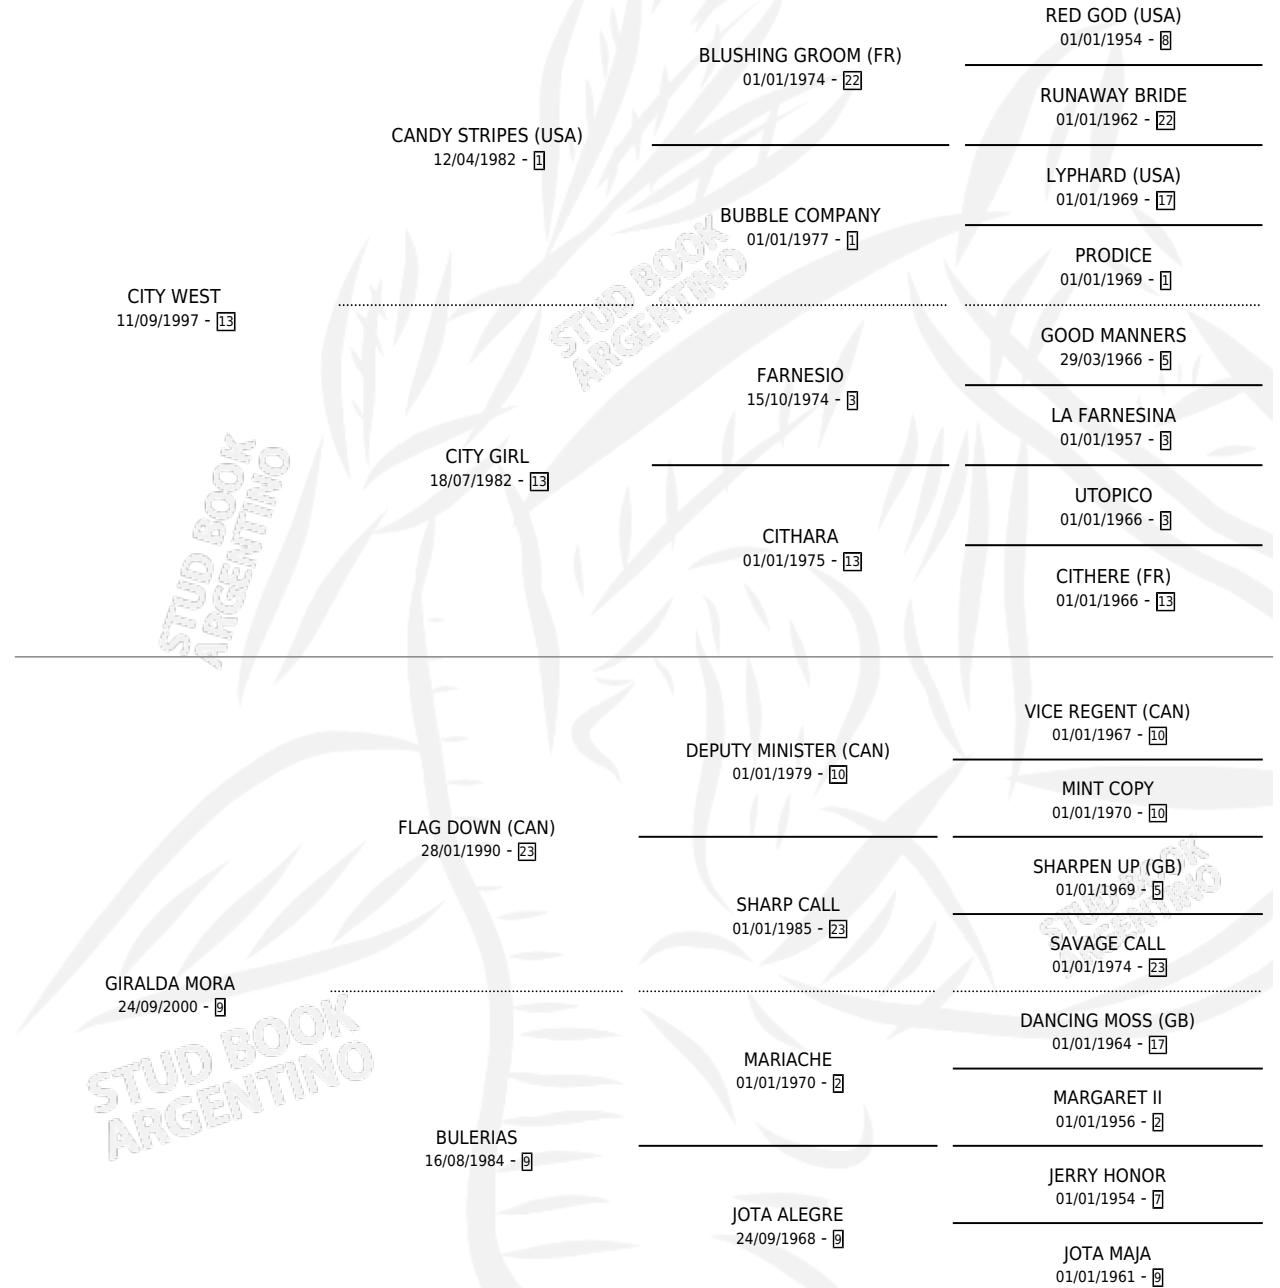 RED GOD (USA)
01/01/1954 - 8
BLUSHING GROOM (FR)
01/01/1974 - 22
RUNAWAY BRIDE
01/01/1962 - 22
CANDY STRIPES (USA)
12/04/1982 - 1
LYPHARD (USA)
01/01/1969 - 17
BUBBLE COMPANY
01/01/1977 - 1
PRODICE
01/01/1969 - 1
CITY WEST
11/09/1997 - 13
GOOD MANNERS
29/03/1966 - 5
FARNESIO
15/10/1974 - 3
LA FARNESINA
01/01/1957 - 3
CITY GIRL
18/07/1982 - 13
UTOPICO
01/01/1966 - 3
CITHARA
01/01/1975 - 13
CITHERE (FR)
01/01/1966 - 13
VICE REGENT (CAN)
01/01/1967 - 10
DEPUTY MINISTER (CAN)
01/01/1979 - 10
MINT COPY
01/01/1970 - 10
FLAG DOWN (CAN)
28/01/1990 - 23
SHARPEN UP (GB)
01/01/1969 - 5
SHARP CALL
01/01/1985 - 23
SAVAGE CALL
01/01/1974 - 23
GIRALDA MORA
24/09/2000 - 9
DANCING MOSS (GB)
01/01/1964 - 17
MARIACHE
01/01/1970 - 2
MARGARET II
01/01/1956 - 2
BULERIAS
16/08/1984 - 9
JERRY HONOR
01/01/1954 - 7
JOTA ALEGRE
24/09/1968 - 9
JOTA MAJA
01/01/1961 - 9
STUD BOOK
ARGENTINO
STUD BOOK
ARGENTINO
STUD BOOK
ARGENTINO
STUD BOOK
ARGENTINO